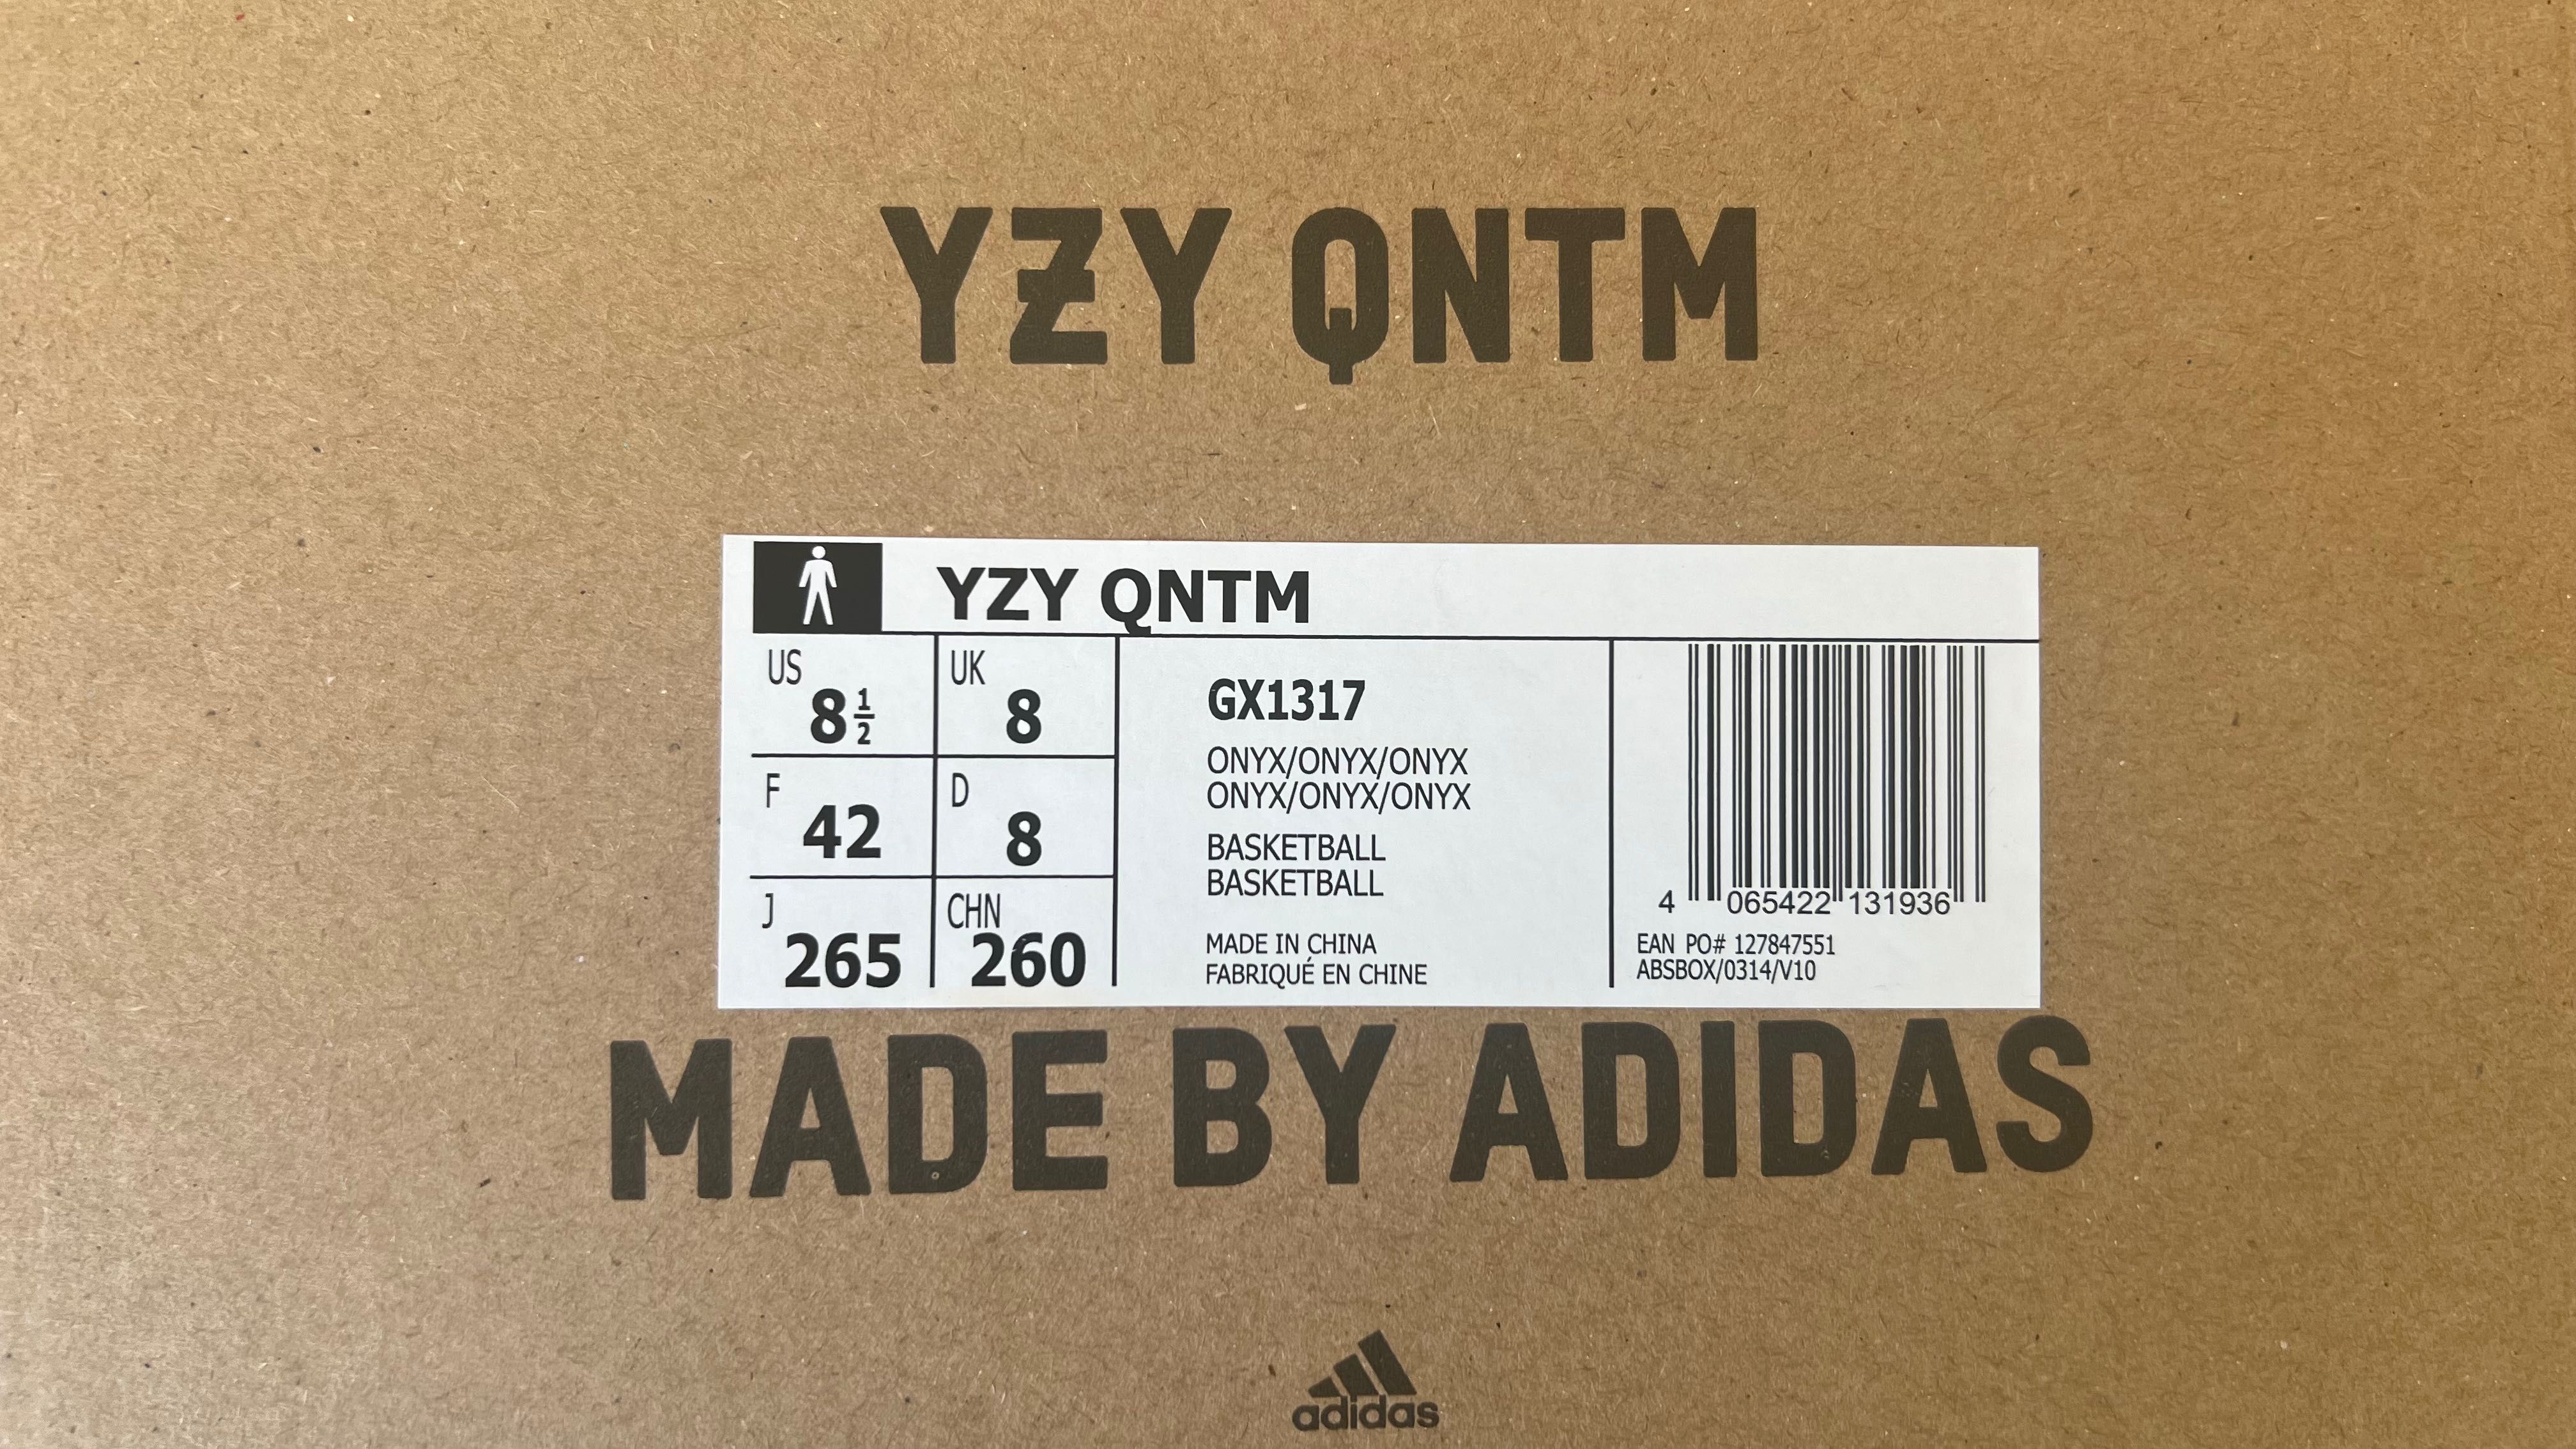 YZY QNTM
YZY QNTM
US 8½ UK 8
F 42 D 8
J 265 CHN 260
GX1317
ONYX/ONYX/ONYX
ONYX/ONYX/ONYX
BASKETBALL
BASKETBALL
MADE IN CHINA
FABRIQUÉ EN CHINE
4 065422 131936
EAN PO# 127847551
ABSBOX/0314/V10
MADE BY ADIDAS
adidas